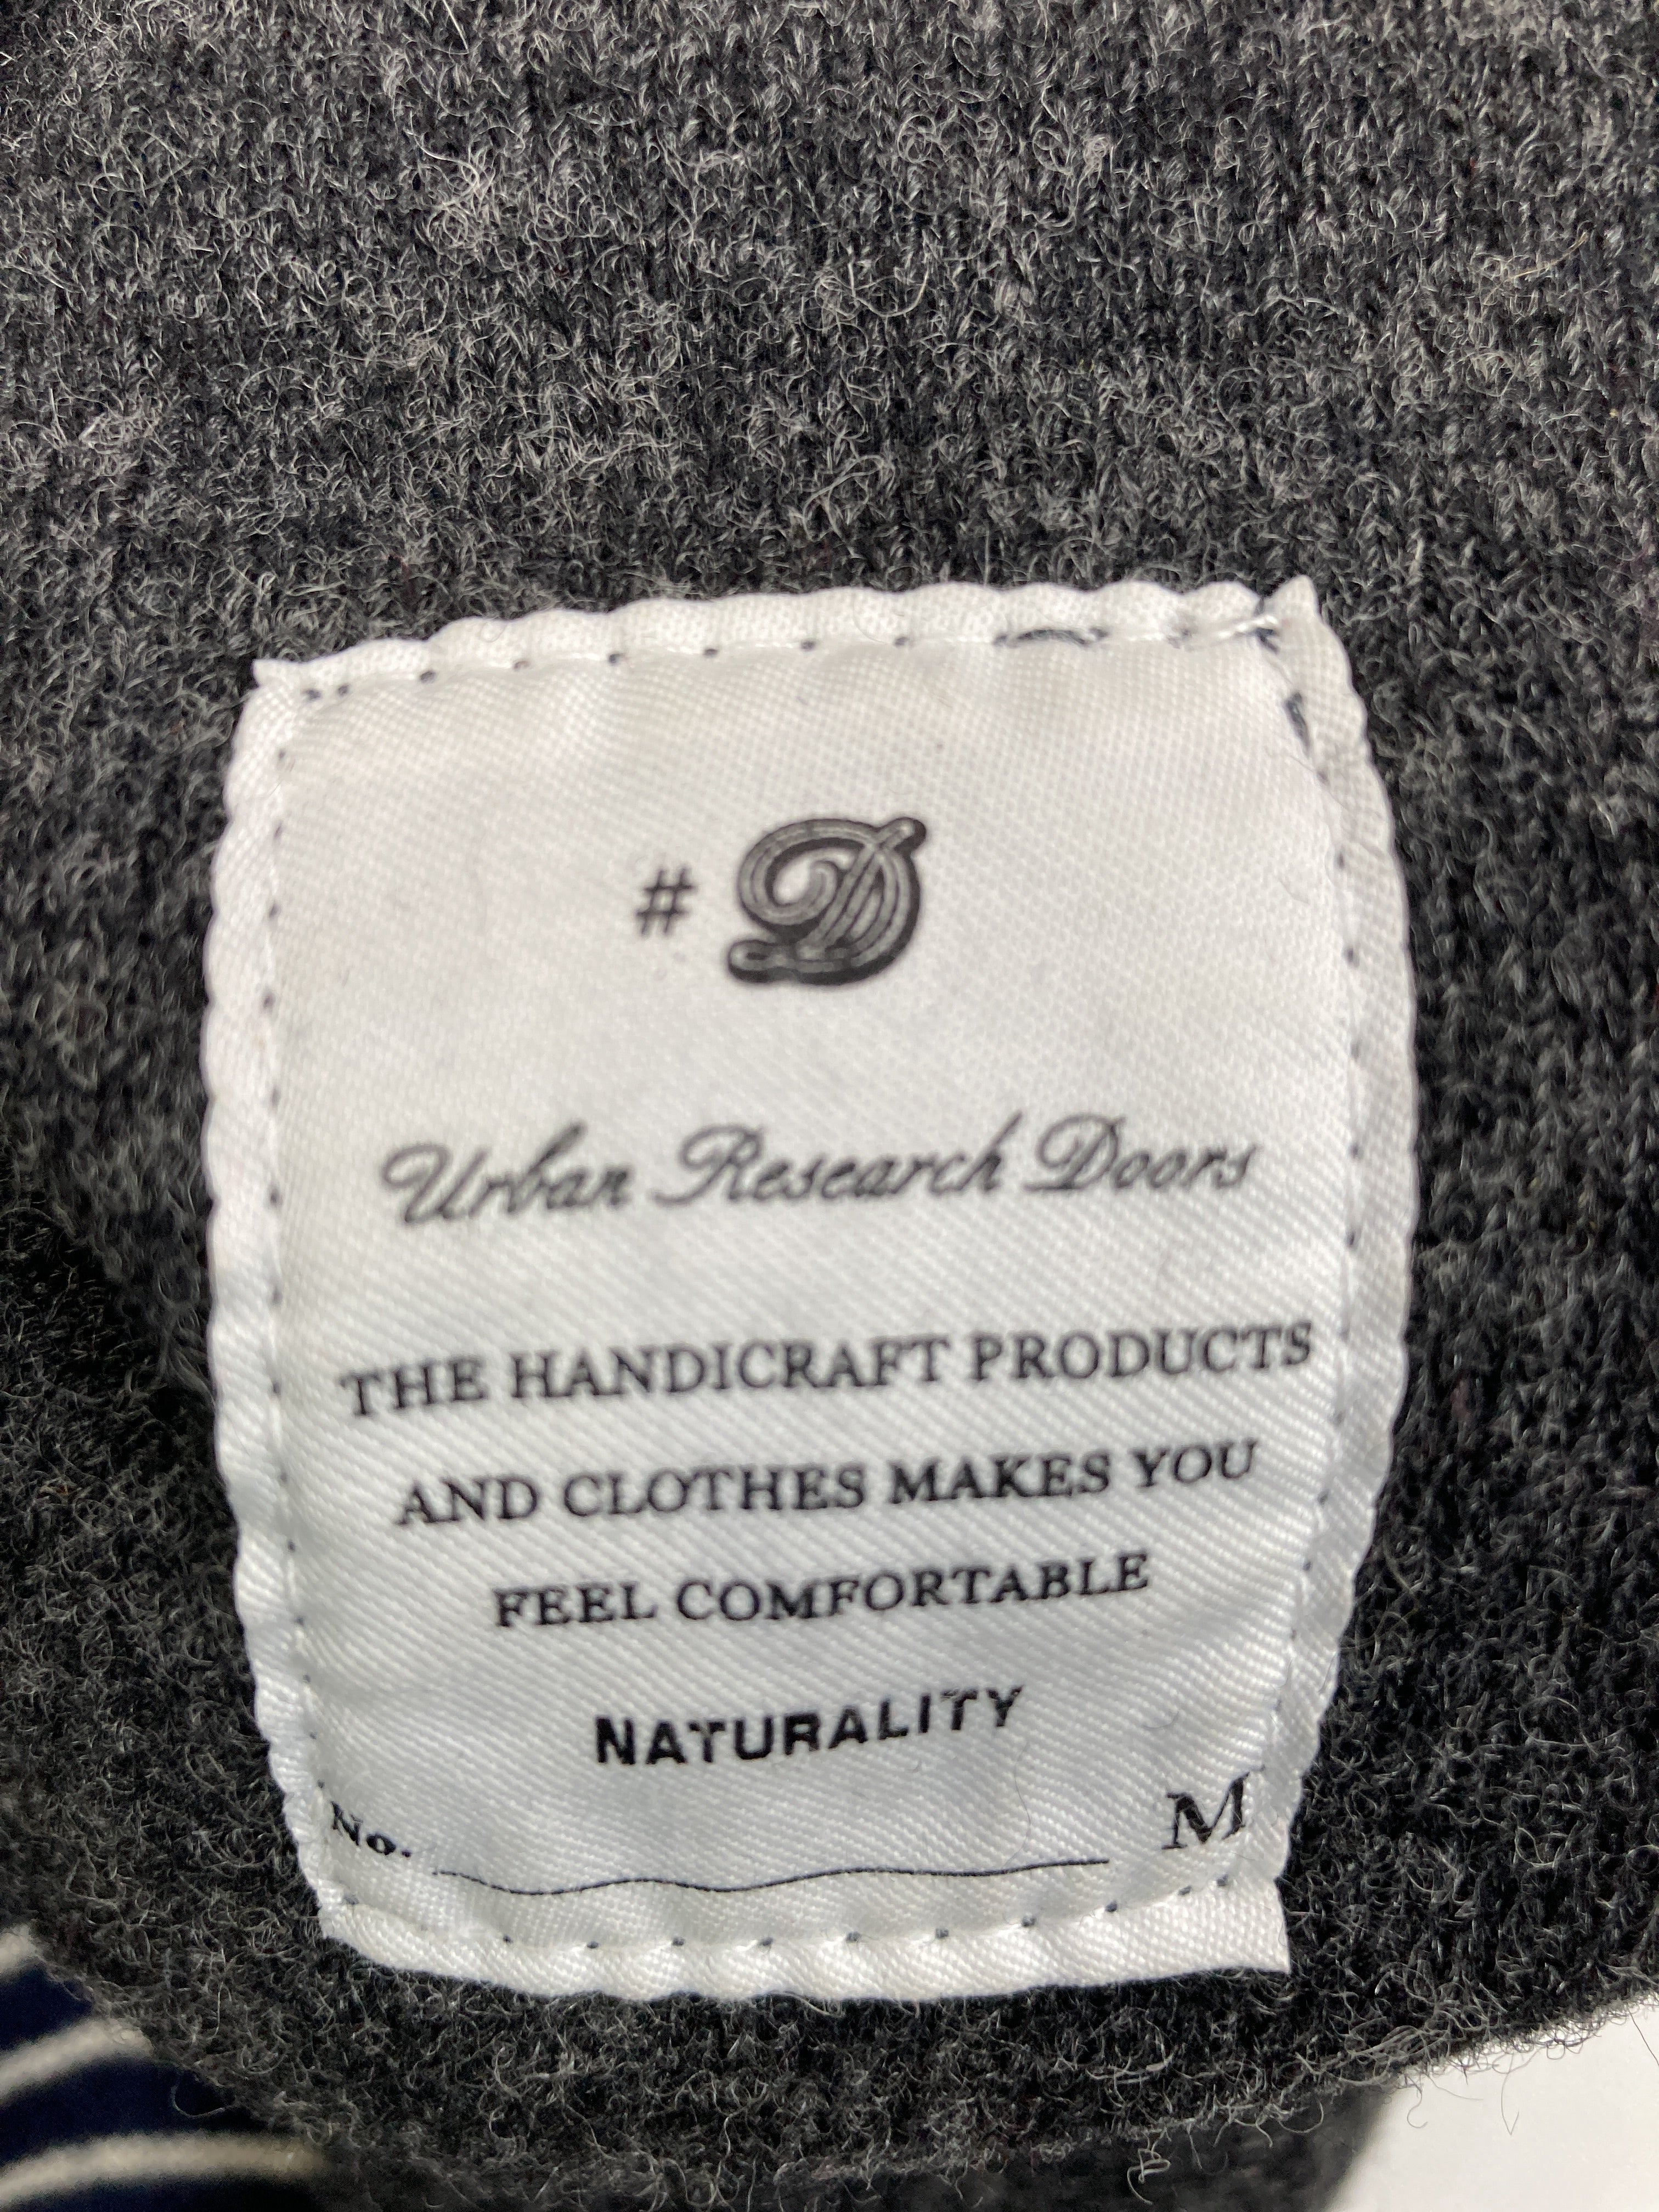 # D
Urban Research Doors
THE HANDICRAFT PRODUCTS
AND CLOTHES MAKES YOU
FEEL COMFORTABLE
NATURALITY
No. M